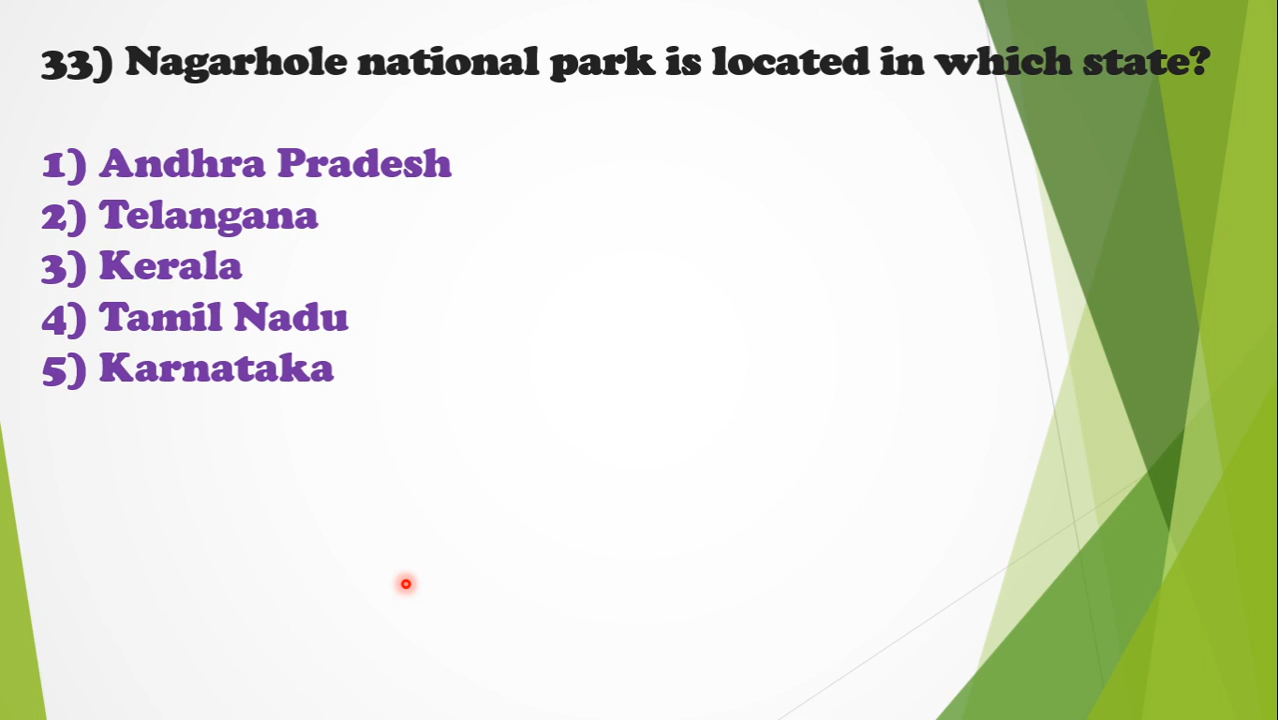 33) Nagarhole national park is located in which state?
1) Andhra Pradesh
2) Telangana
3) Kerala
4) Tamil Nadu
5) Karnataka